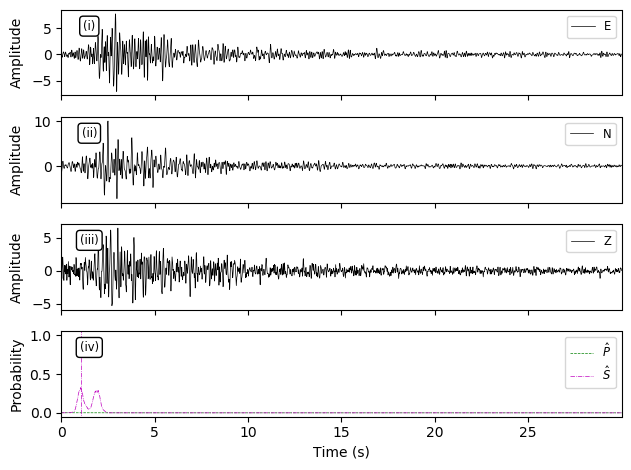 Amplitude
5
0
−5
(i)
E
Amplitude
10
0
(ii)
N
Amplitude
5
0
−5
(iii)
Z
Probability
1.0
0.5
0.0
(iv)
P̂
Ŝ
0 5 10 15 20 25
Time (s)